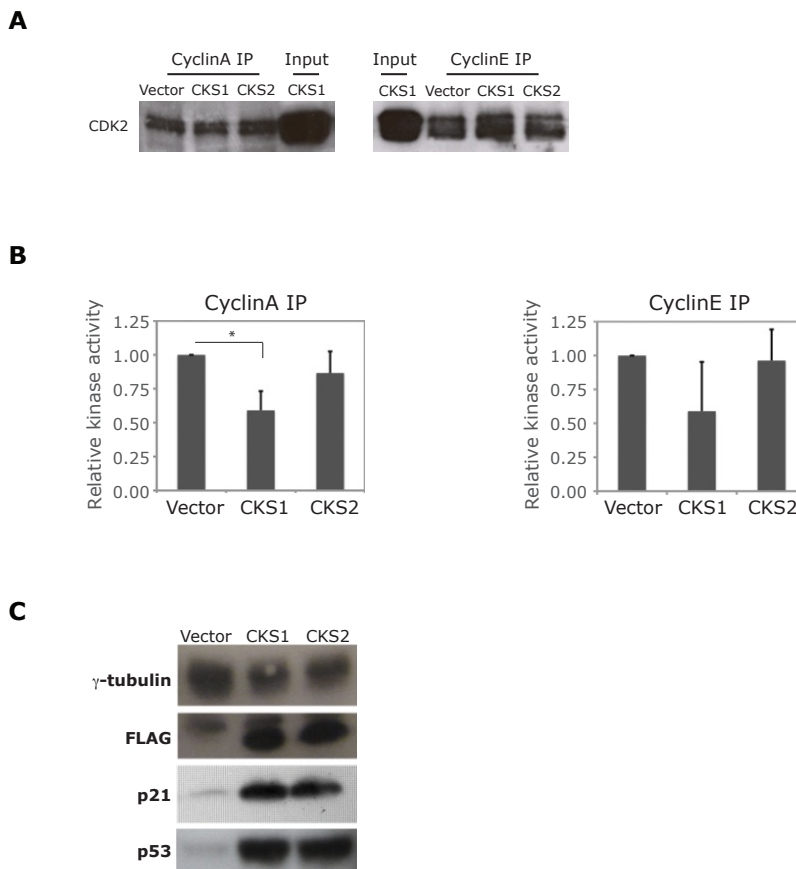 A
CyclinA IP Input Input CyclinE IP
Vector CKS1 CKS2 CKS1 CKS1 Vector CKS1 CKS2
CDK2
B
CyclinA IP
Relative kinase activity
1.25
1.00
0.75
0.50
0.25
0.00
*
Vector CKS1 CKS2
CyclinE IP
Relative kinase activity
1.25
1.00
0.75
0.50
0.25
0.00
Vector CKS1 CKS2
C
Vector CKS1 CKS2
γ-tubulin
FLAG
p21
p53